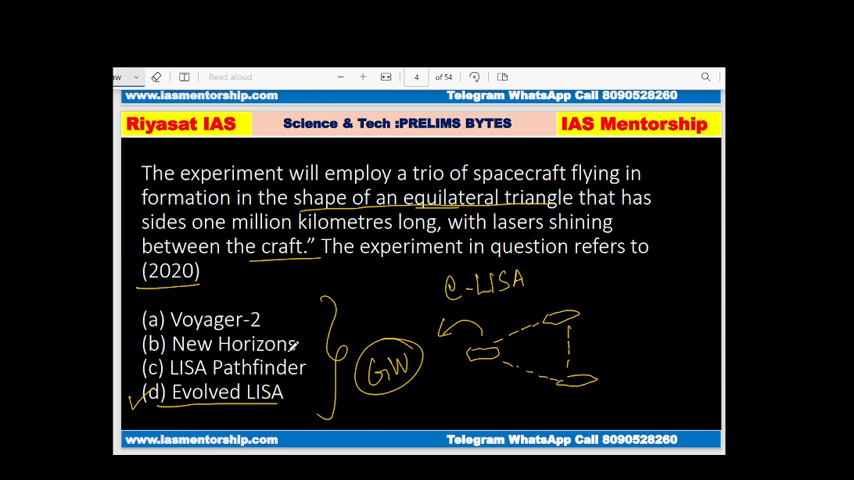 aw
Read aloud
4 of 54
www.iasmentorship.com
Telegram WhatsApp Call 8090528260
Riyasat IAS
Science & Tech :PRELIMS BYTES
IAS Mentorship
The experiment will employ a trio of spacecraft flying in
formation in the shape of an equilateral triangle that has
sides one million kilometres long, with lasers shining
between the craft.” The experiment in question refers to
(2020)
e-LISA
(a) Voyager-2
(b) New Horizons
(c) LISA Pathfinder
(d) Evolved LISA
GW
www.iasmentorship.com
Telegram WhatsApp Call 8090528260